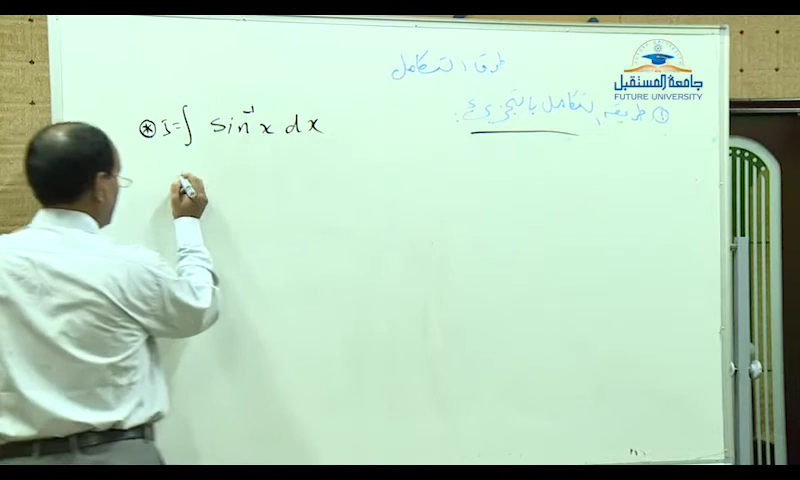 جامعة المستقبل
FUTURE UNIVERSITY
طرق التكامل
① طريقة التكامل بالتجزيء:
⊛ I = ∫ sin⁻¹x dx